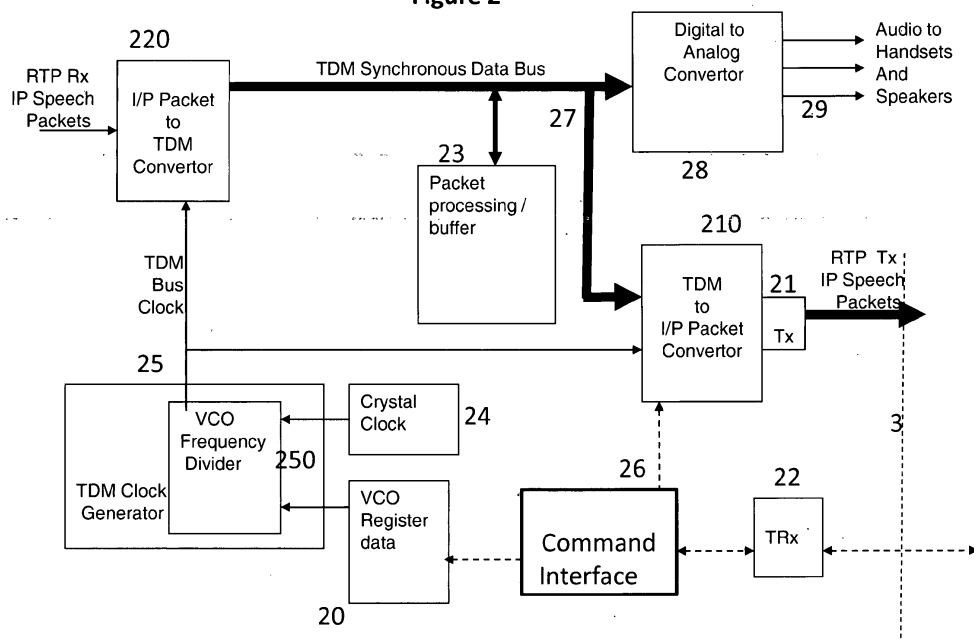 Figure 2
220
RTP Rx
IP Speech
Packets
I/P Packet
to
TDM
Convertor
TDM Synchronous Data Bus
27
Digital to
Analog
Convertor
28
29
Audio to
Handsets
And
Speakers
23
Packet
processing /
buffer
210
TDM
to
I/P Packet
Convertor
21
Tx
RTP Tx
IP Speech
Packets
3
TDM
Bus
Clock
25
VCO
Frequency
Divider
250
TDM Clock
Generator
Crystal
Clock
24
VCO
Register
data
20
26
Command
Interface
22
TRx